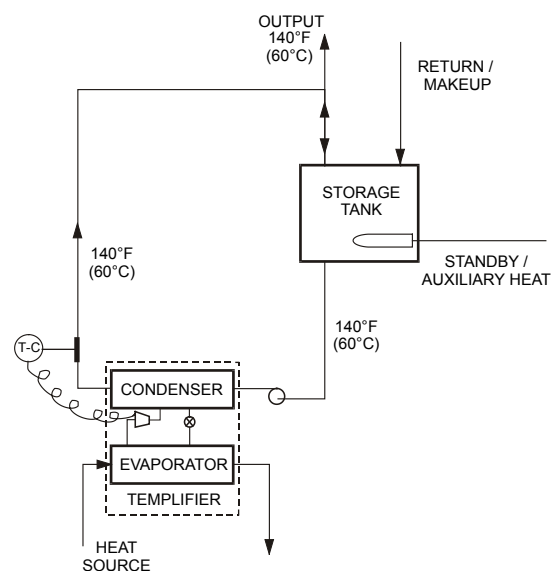 OUTPUT
140°F
(60°C)
RETURN /
MAKEUP
STORAGE
TANK
STANDBY /
AUXILIARY HEAT
140°F
(60°C)
140°F
(60°C)
T-C
CONDENSER
EVAPORATOR
TEMPLIFIER
HEAT
SOURCE